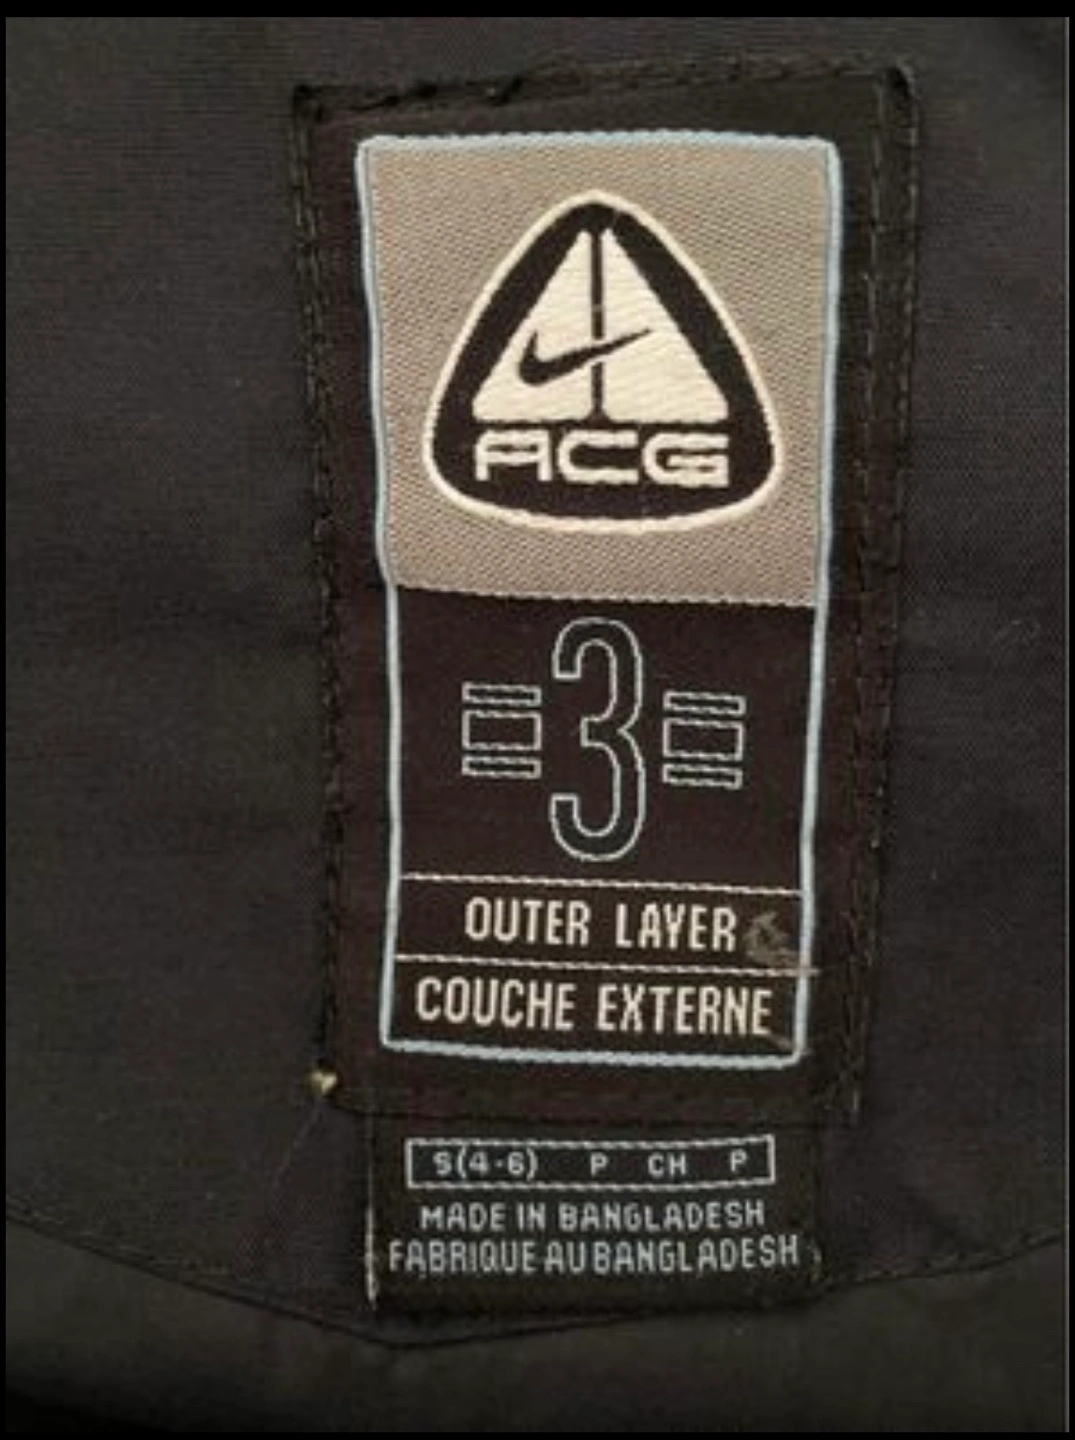 ACG
3
OUTER LAYER
COUCHE EXTERNE
S(4-6) P CH P
MADE IN BANGLADESH
FABRIQUE AU BANGLADESH